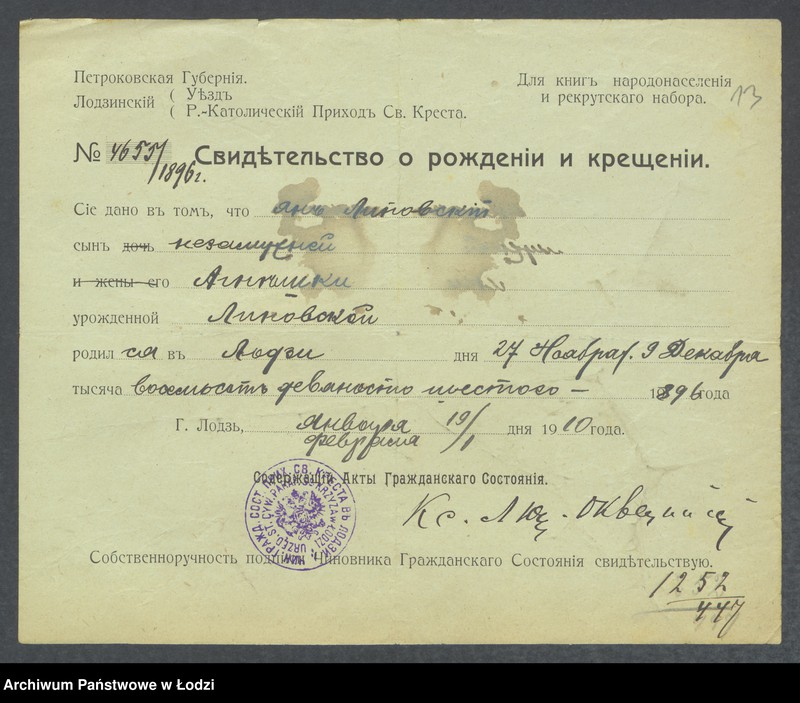 Петроковская Губернія.
Лодзинскій ( Уѣздъ
( Р.-Католическій Приходъ Св. Креста.
Для книгъ народонаселенія
и рекрутскаго набора.
13
№ 4655/1896г. Свидѣтельство о рожденіи и крещеніи.
Сіе дано въ томъ, что Янъ Липовскій
сынъ дочь незамужней
и жены его Агнешки
урожденной Липовской
родился въ Лодзи дня 27 Ноября/9 Декабря
тысяча восемьсотъ девяносто шестого — 1896 года
Г. Лодзь, Января 19/1 дня 1910 года.
Февраля
Содержащій Акты Гражданскаго Состоянія.
Кс.
Собственноручность подписи Чиновника Гражданскаго Состоянія свидѣтельствую.
1252
447
Archiwum Państwowe w Łodzi